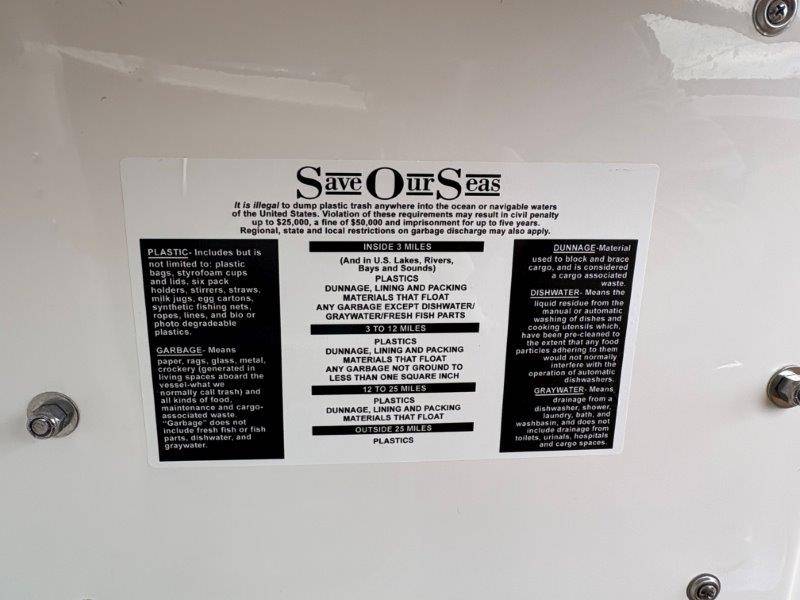 Save Our Seas
It is illegal to dump plastic trash anywhere into the ocean or navigable waters
of the United States. Violation of these requirements may result in civil penalty
up to $25,000, a fine of $50,000 and imprisonment for up to five years.
Regional, state and local restrictions on garbage discharge may also apply.
PLASTIC- Includes but is
not limited to: plastic
bags, styrofoam cups
and lids, six pack
holders, stirrers, straws,
milk jugs, egg cartons,
synthetic fishing nets,
ropes, lines, and bio or
photo degradeable
plastics.
GARBAGE- Means
paper, rags, glass, metal,
crockery (generated in
living spaces aboard the
vessel-what we
normally call trash) and
all kinds of food,
maintenance and cargo-
associated waste.
"Garbage" does not
include fresh fish or fish
parts, dishwater, and
graywater.
INSIDE 3 MILES
(And in U.S. Lakes, Rivers,
Bays and Sounds)
PLASTICS
DUNNAGE, LINING AND PACKING
MATERIALS THAT FLOAT
ANY GARBAGE EXCEPT DISHWATER/
GRAYWATER/FRESH FISH PARTS
3 TO 12 MILES
PLASTICS
DUNNAGE, LINING AND PACKING
MATERIALS THAT FLOAT
ANY GARBAGE NOT GROUND TO
LESS THAN ONE SQUARE INCH
12 TO 25 MILES
PLASTICS
DUNNAGE, LINING AND PACKING
MATERIALS THAT FLOAT
OUTSIDE 25 MILES
PLASTICS
DUNNAGE-Material
used to block and brace
cargo, and is considered
a cargo associated
waste.
DISHWATER- Means the
liquid residue from the
manual or automatic
washing of dishes and
cooking utensils which,
have been pre-cleaned to
the extent that any food
particles adhering to them
would not normally
interfere with the
operation of automatic
dishwashers.
GRAYWATER- Means
drainage from a
dishwasher, shower,
laundry, bath, and
washbasin, and does not
include drainage from
toilets, urinals, hospitals
and cargo spaces.